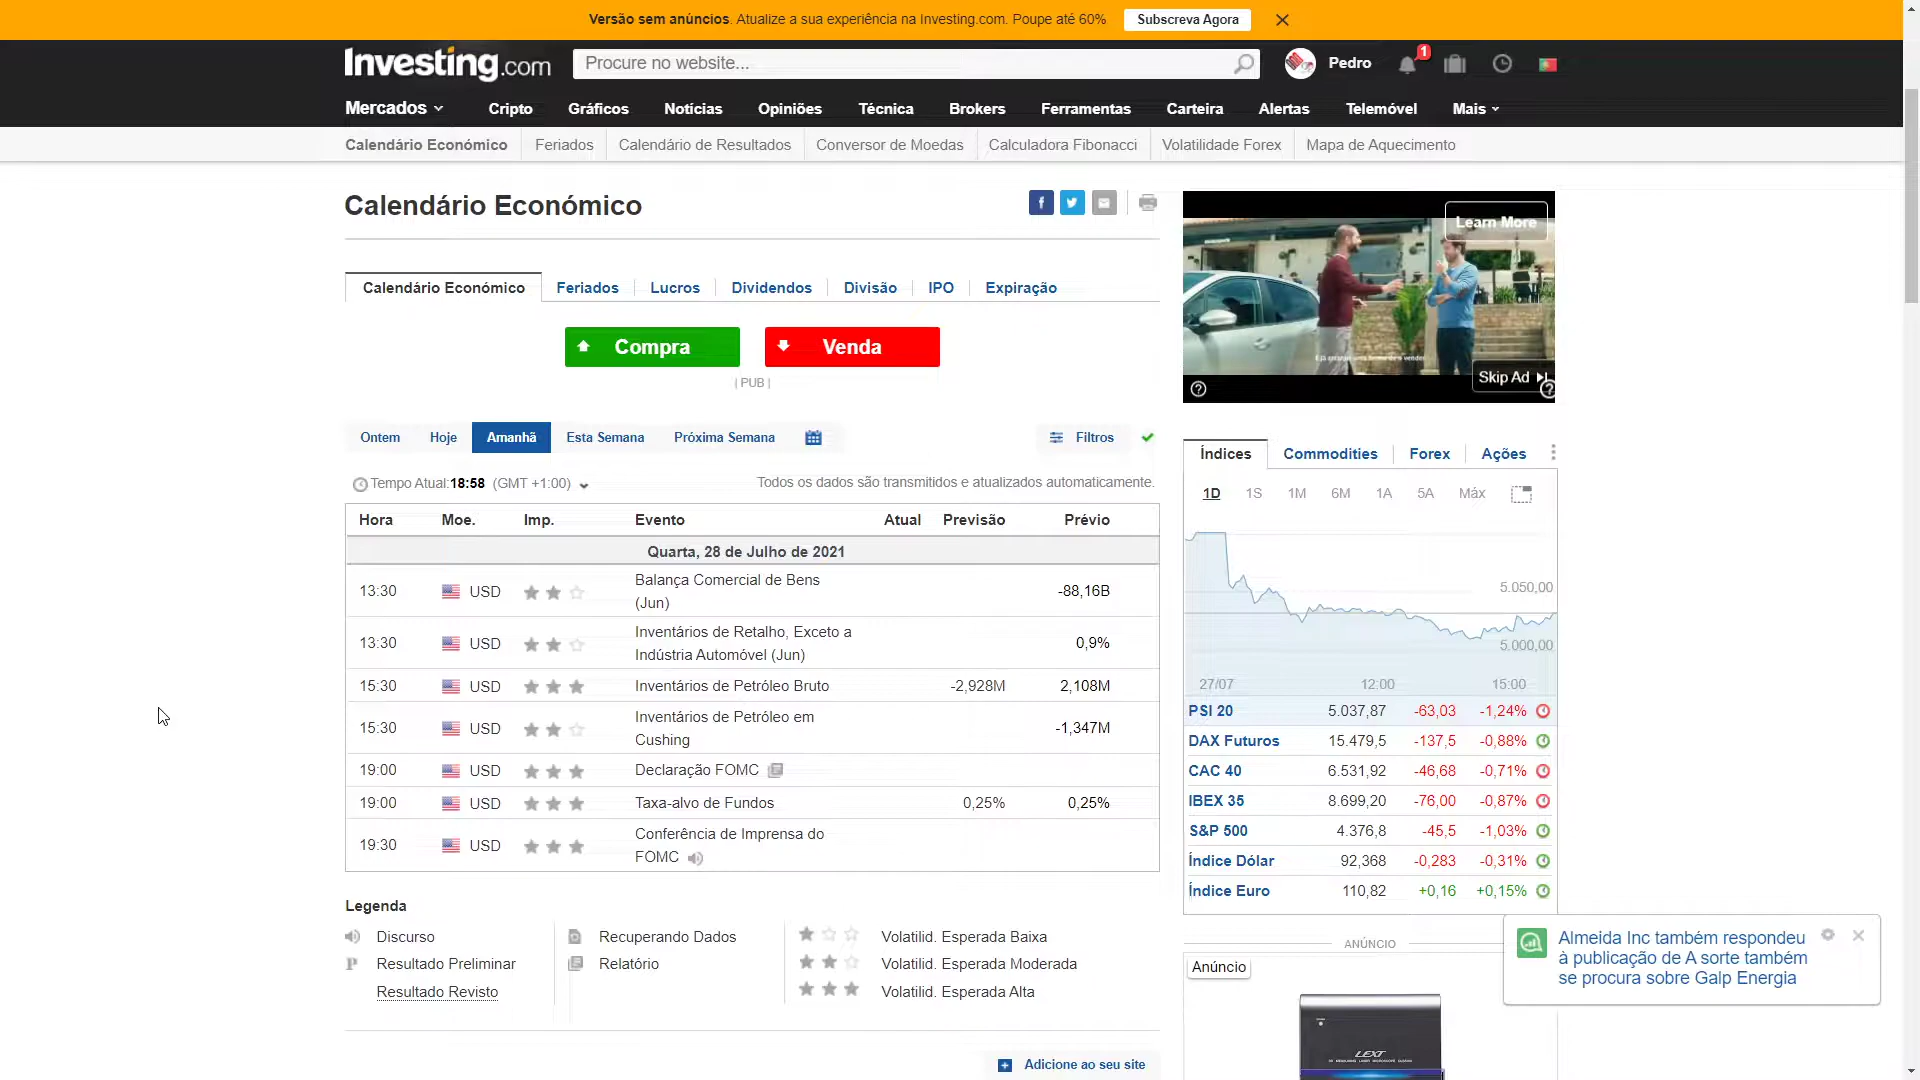 Versão sem anúncios. Atualize a sua experiência na Investing.com. Poupe até 60% Subscreva Agora
Investing.com Procure no website... Pedro 1
Mercados Cripto Gráficos Notícias Opiniões Técnica Brokers Ferramentas Carteira Alertas Telemóvel Mais
Calendário Económico Feriados Calendário de Resultados Conversor de Moedas Calculadora Fibonacci Volatilidade Forex Mapa de Aquecimento
Calendário Económico
Calendário Económico Feriados Lucros Dividendos Divisão IPO Expiração
Compra Venda
| PUB |
Ontem Hoje Amanhã Esta Semana Próxima Semana Filtros
Tempo Atual:18:58 (GMT +1:00) Todos os dados são transmitidos e atualizados automaticamente.
Hora Moe. Imp. Evento Atual Previsão Prévio
Quarta, 28 de Julho de 2021
13:30 USD Balança Comercial de Bens -88,16B
(Jun)
13:30 USD Inventários de Retalho, Exceto a 0,9%
Indústria Automóvel (Jun)
15:30 USD Inventários de Petróleo Bruto -2,928M 2,108M
15:30 USD Inventários de Petróleo em -1,347M
Cushing
19:00 USD Declaração FOMC
19:00 USD Taxa-alvo de Fundos 0,25% 0,25%
19:30 USD Conferência de Imprensa do
FOMC
Legenda
Discurso
P Resultado Preliminar
Resultado Revisto
Recuperando Dados
Relatório
Volatilid. Esperada Baixa
Volatilid. Esperada Moderada
Volatilid. Esperada Alta
Adicione ao seu site
Learn More
Skip Ad
Índices Commodities Forex Ações
1D 1S 1M 6M 1A 5A Máx
5.050,00
5.000,00
27/07 12:00 15:00
PSI 20 5.037,87 -63,03 -1,24%
DAX Futuros 15.479,5 -137,5 -0,88%
CAC 40 6.531,92 -46,68 -0,71%
IBEX 35 8.699,20 -76,00 -0,87%
S&P 500 4.376,8 -45,5 -1,03%
Índice Dólar 92,368 -0,283 -0,31%
Índice Euro 110,82 +0,16 +0,15%
ANÚNCIO
Anúncio
LEXT
Almeida Inc também respondeu
à publicação de A sorte também
se procura sobre Galp Energia